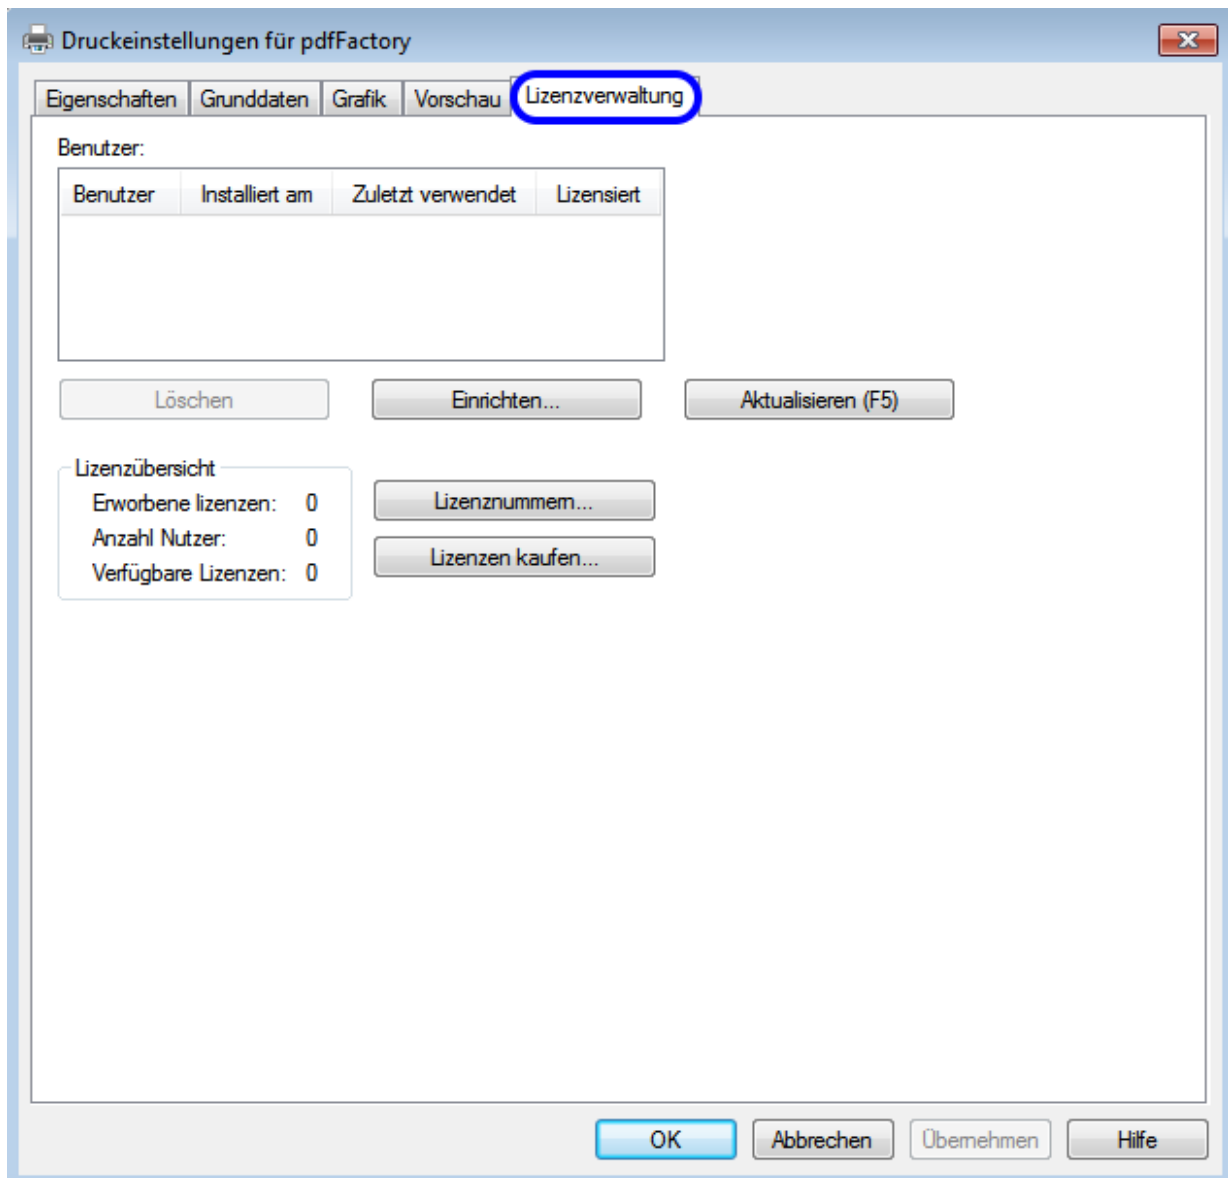 Druckeinstellungen für pdfFactory
Eigenschaften Grunddaten Grafik Vorschau Lizenzverwaltung
Benutzer:
Benutzer Installiert am Zuletzt verwendet Lizensiert
Löschen Einrichten... Aktualisieren (F5)
Lizenzübersicht
Erworbene lizenzen: 0 Lizenznummern...
Anzahl Nutzer: 0
Verfügbare Lizenzen: 0 Lizenzen kaufen...
OK Abbrechen Übernehmen Hilfe